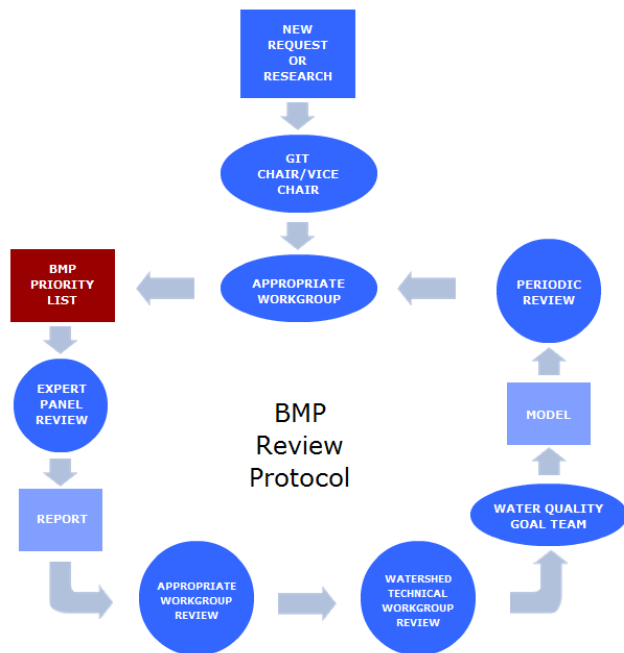 NEW
REQUEST
OR
RESEARCH
GIT
CHAIR/VICE
CHAIR
APPROPRIATE
WORKGROUP
BMP
PRIORITY
LIST
EXPERT
PANEL
REVIEW
REPORT
APPROPRIATE
WORKGROUP
REVIEW
WATERSHED
TECHNICAL
WORKGROUP
REVIEW
WATER QUALITY
GOAL TEAM
MODEL
PERIODIC
REVIEW
BMP
Review
Protocol